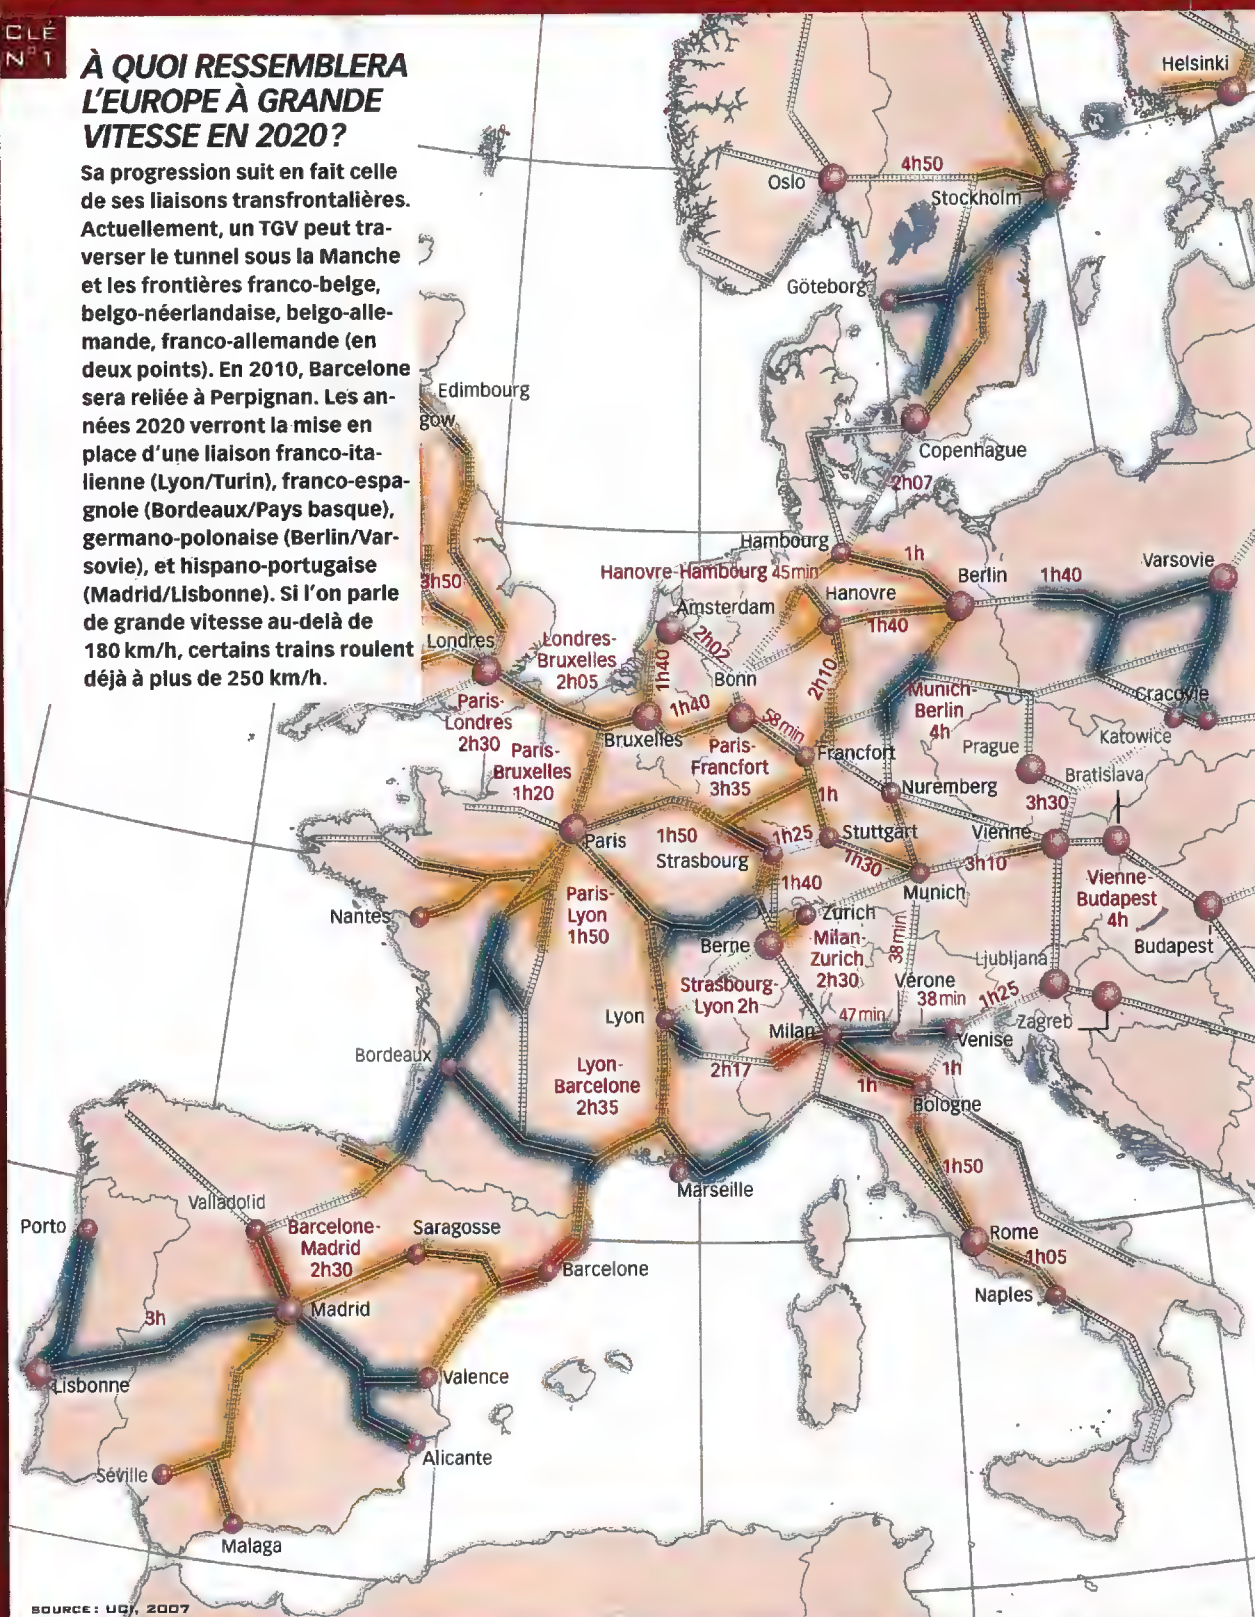 CLÉ
N°1
À QUOI RESSEMBLERA
L'EUROPE À GRANDE
VITESSE EN 2020?
Sa progression suit en fait celle
de ses liaisons transfrontalières.
Actuellement, un TGV peut tra-
verser le tunnel sous la Manche
et les frontières franco-belge,
belgo-néerlandaise, belgo-alle-
mande, franco-allemande (en
deux points). En 2010, Barcelone
sera reliée à Perpignan. Les an-
nées 2020 verront la mise en
place d'une liaison franco-ita-
lienne (Lyon/Turin), franco-espa-
gnole (Bordeaux/Pays basque),
germano-polonaise (Berlin/Var-
sovie), et hispano-portugaise
(Madrid/Lisbonne). Si l'on parle
de grande vitesse au-delà de
180 km/h, certains trains roulent
déjà à plus de 250 km/h.
Helsinki
Oslo
4h50
Stockholm
Göteborg
Edimbourg
gow
Copenhague
2h07
Hambourg
1h
Hanovre-Hambourg 45min
Berlin
1h40
Varsovie
3h50
Amsterdam
Hanovre
1h40
Londres
Londres-
Bruxelles
2h05
1h40
2h02
Bonn
2h10
Munich-
Berlin
4h
Cracovie
Katowice
Paris-
Londres
2h30
Paris-
Bruxelles
1h20
Bruxelles
1h40
58min
Paris-
Francfort
3h35
Francfort
Prague
Bratislava
Nuremberg
3h30
1h
Paris
1h50
Strasbourg
1h25
Stuttgart
1h30
Vienne
3h10
Munich
1h40
Vienne-
Budapest
4h
Nantes
Paris-
Lyon
1h50
Zurich
Berne
Milan-
Zurich
2h30
38min
Budapest
Ljubljana
Strasbourg-
Lyon 2h
Vérone
38min
1h25
Lyon
Milan
47min
Venise
Zagreb
Bordeaux
Lyon-
Barcelone
2h35
2h17
1h
1h
Bologne
1h50
Marseille
Valladolid
Porto
Barcelone-
Madrid
2h30
Saragosse
Rome
1h05
Barcelone
Naples
3h
Madrid
Lisbonne
Valence
Alicante
Séville
Malaga
SOURCE: UCI, 2007